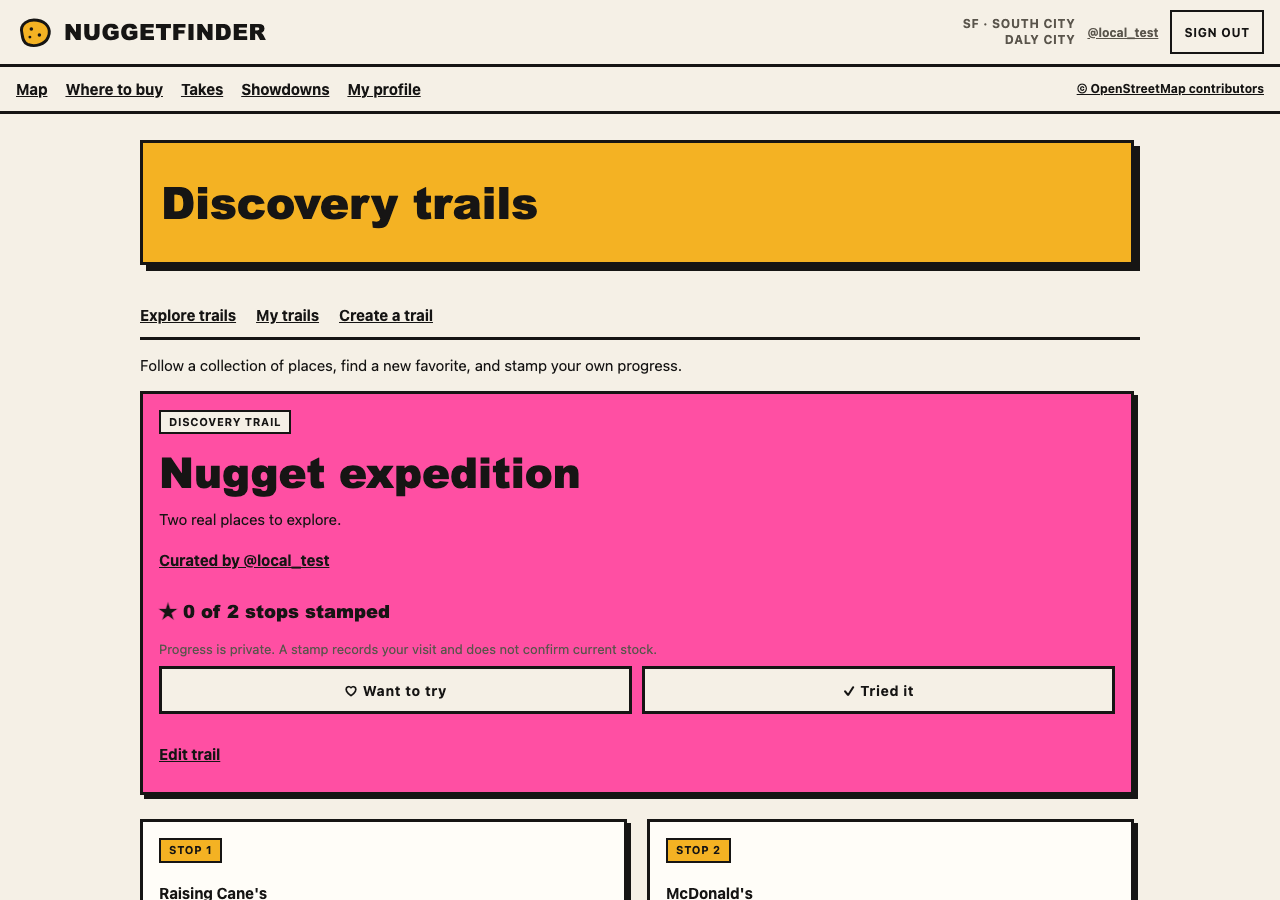 NUGGETFINDER
SF · SOUTH CITY
DALY CITY
@local_test
SIGN OUT
Map
Where to buy
Takes
Showdowns
My profile
© OpenStreetMap contributors
Discovery trails
Explore trails
My trails
Create a trail
Follow a collection of places, find a new favorite, and stamp your own progress.
DISCOVERY TRAIL
Nugget expedition
Two real places to explore.
Curated by @local_test
★ 0 of 2 stops stamped
Progress is private. A stamp records your visit and does not confirm current stock.
♡ Want to try
✓ Tried it
Edit trail
STOP 1
Raising Cane's
STOP 2
McDonald's